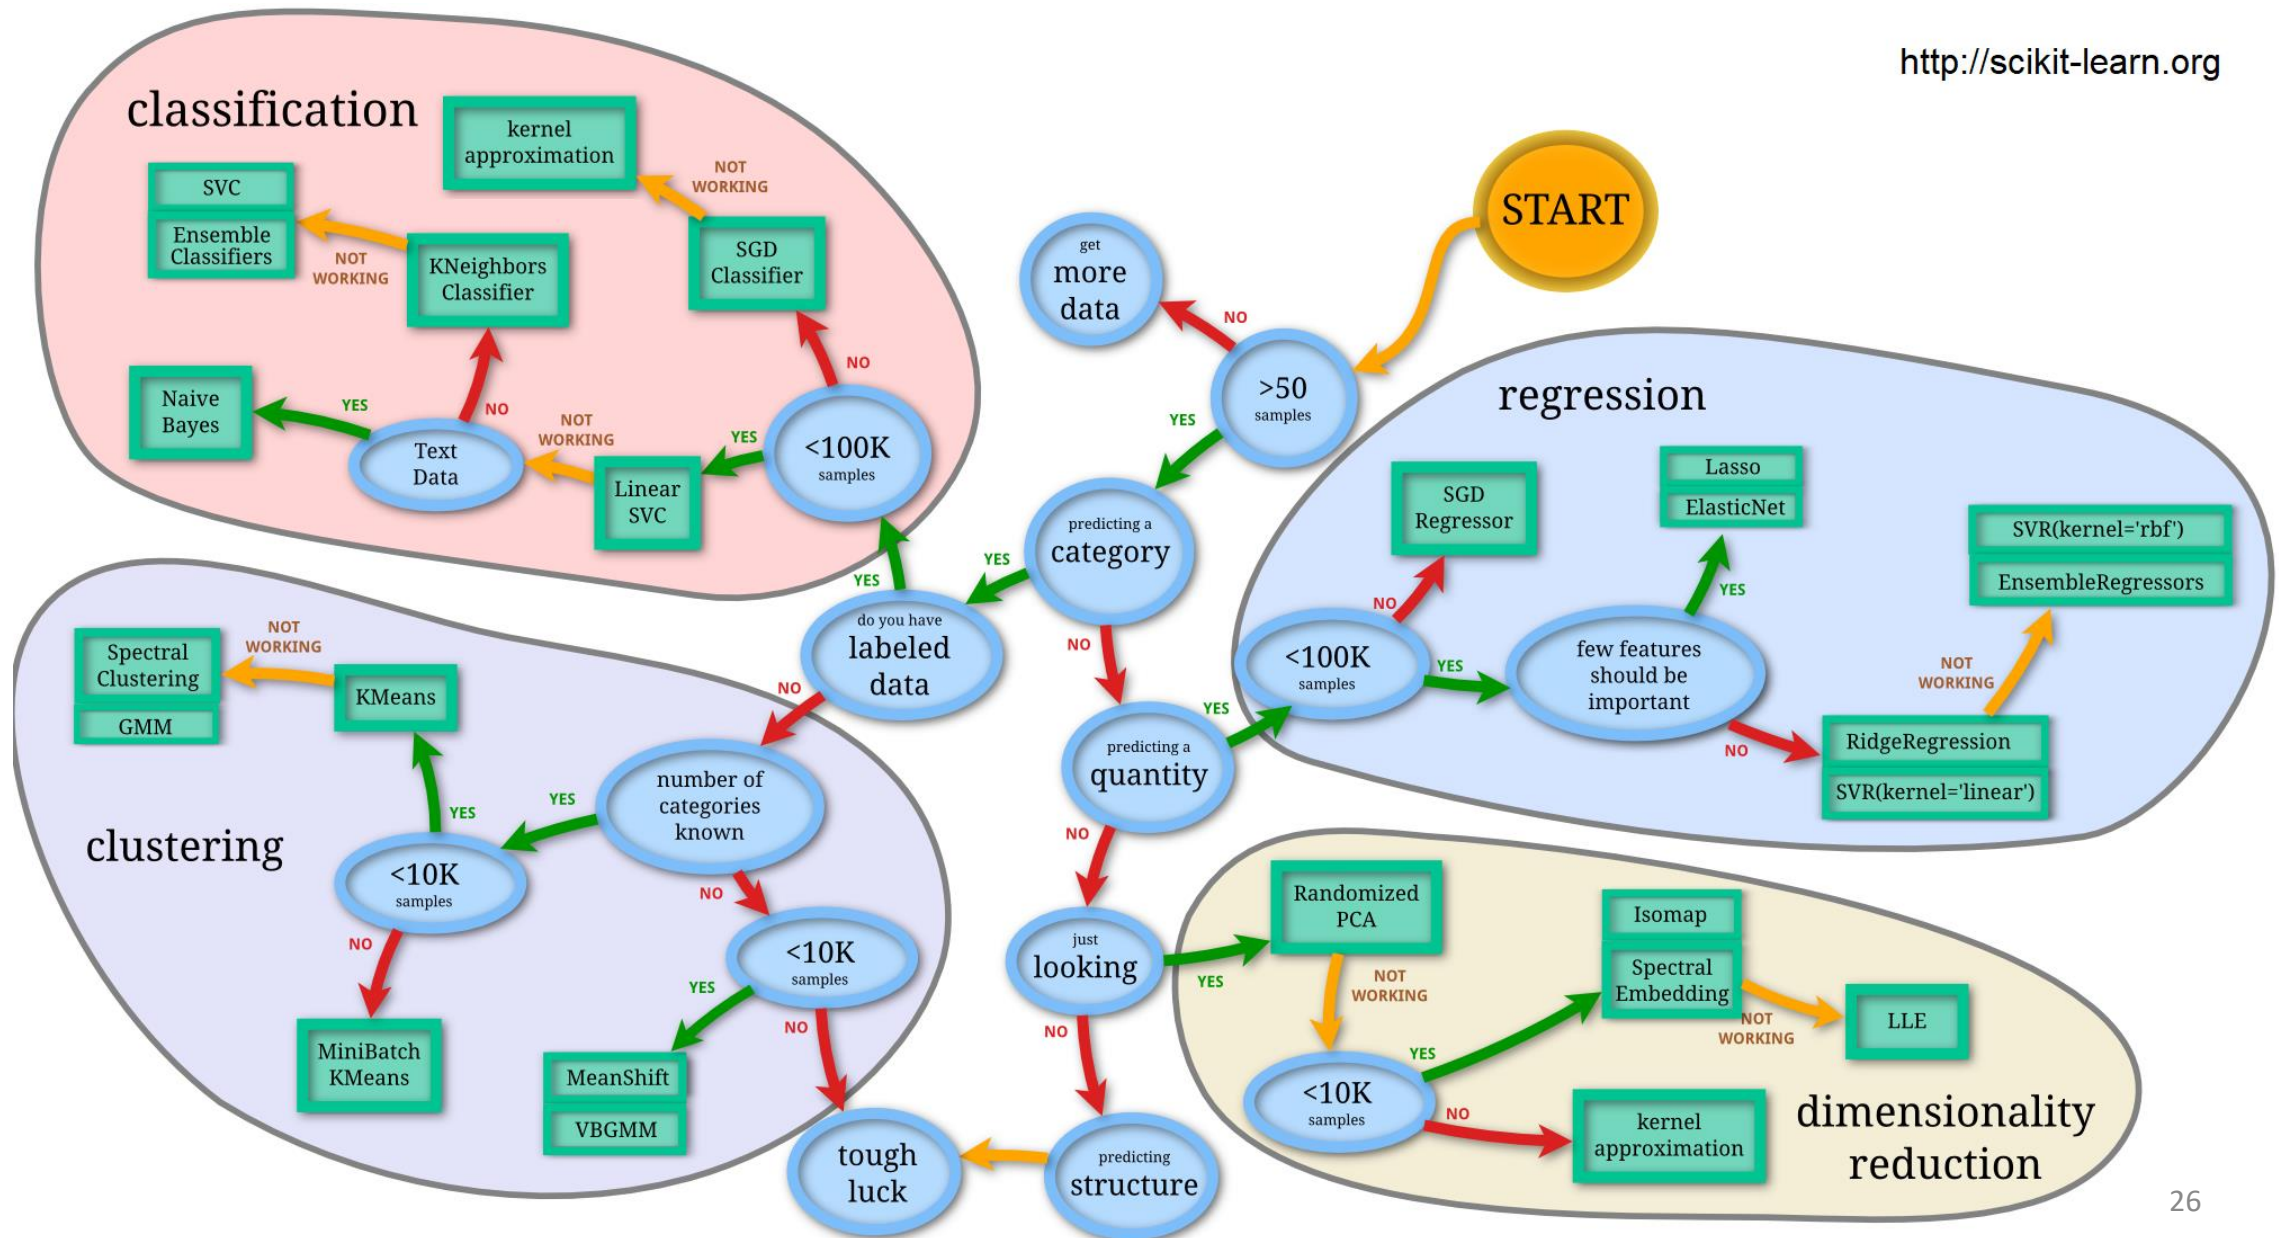 http://scikit-learn.org
classification
kernel
approximation
NOT
WORKING
SVC
Ensemble
Classifiers
NOT
WORKING
KNeighbors
Classifier
SGD
Classifier
NO
Naive
Bayes
YES
NO
Text
Data
NOT
WORKING
Linear
SVC
YES
<100K
samples
START
get
more
data
NO
>50
samples
YES
predicting a
category
YES
NO
YES
do you have
labeled
data
NO
regression
SGD
Regressor
Lasso
ElasticNet
SVR(kernel='rbf')
EnsembleRegressors
NO
YES
<100K
samples
YES
few features
should be
important
NOT
WORKING
NO
RidgeRegression
SVR(kernel='linear')
YES
predicting a
quantity
NO
clustering
Spectral
Clustering
GMM
NOT
WORKING
KMeans
YES
YES
number of
categories
known
<10K
samples
NO
NO
MiniBatch
KMeans
<10K
samples
YES
NO
MeanShift
VBGMM
just
looking
YES
NO
tough
luck
predicting
structure
Randomized
PCA
NOT
WORKING
Isomap
Spectral
Embedding
NOT
WORKING
LLE
YES
<10K
samples
NO
kernel
approximation
dimensionality
reduction
26